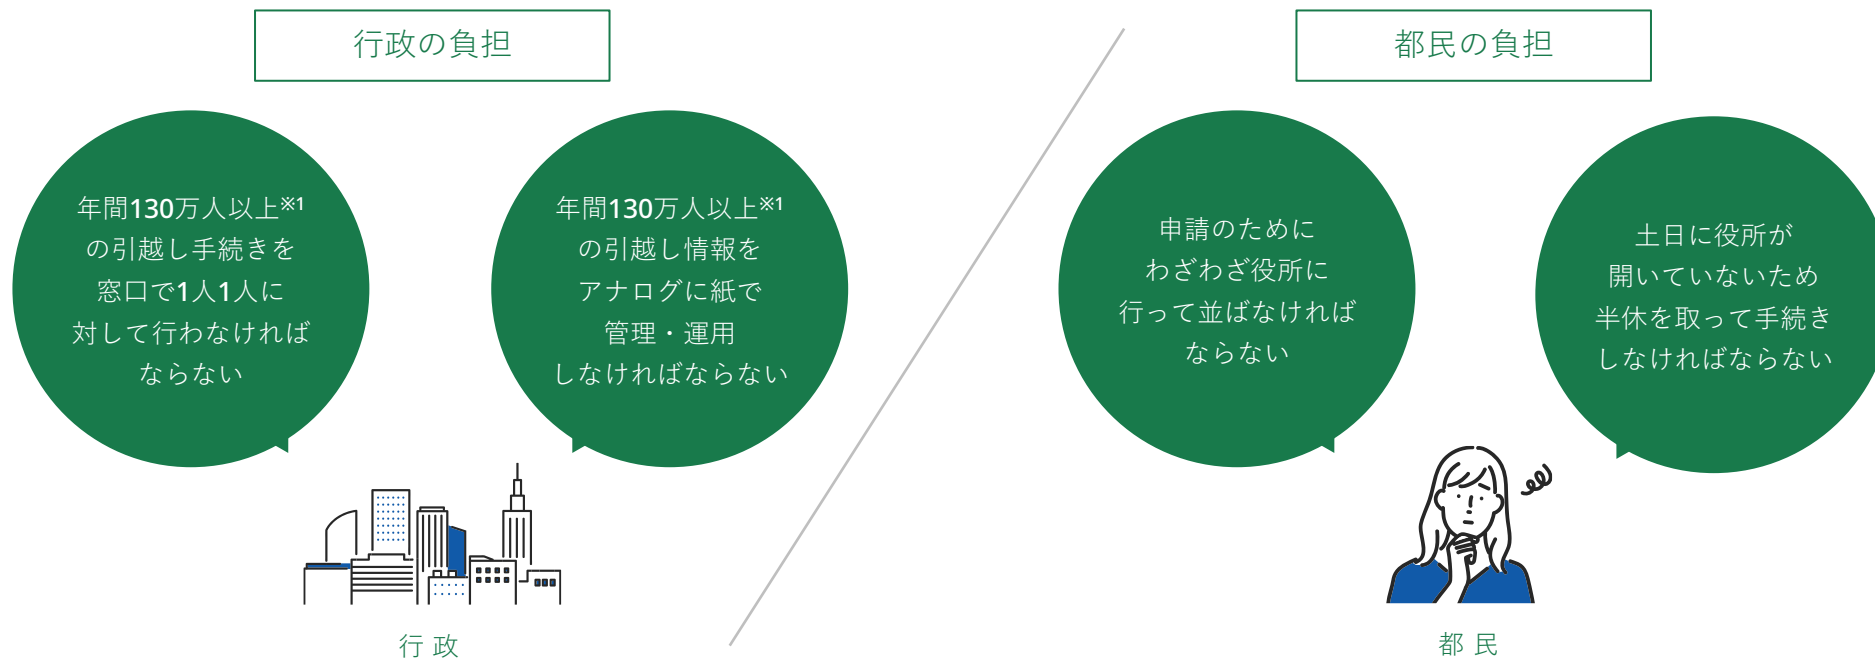 行政の負担
年間130万人以上※1
の引越し手続きを
窓口で1人1人に
対して行わなければ
ならない
年間130万人以上※1
の引越し情報を
アナログに紙で
管理・運用
しなければならない
行政
都民の負担
申請のために
わざわざ役所に
行って並ばなければ
ならない
土日に役所が
開いていないため
半休を取って手続き
しなければならない
都民